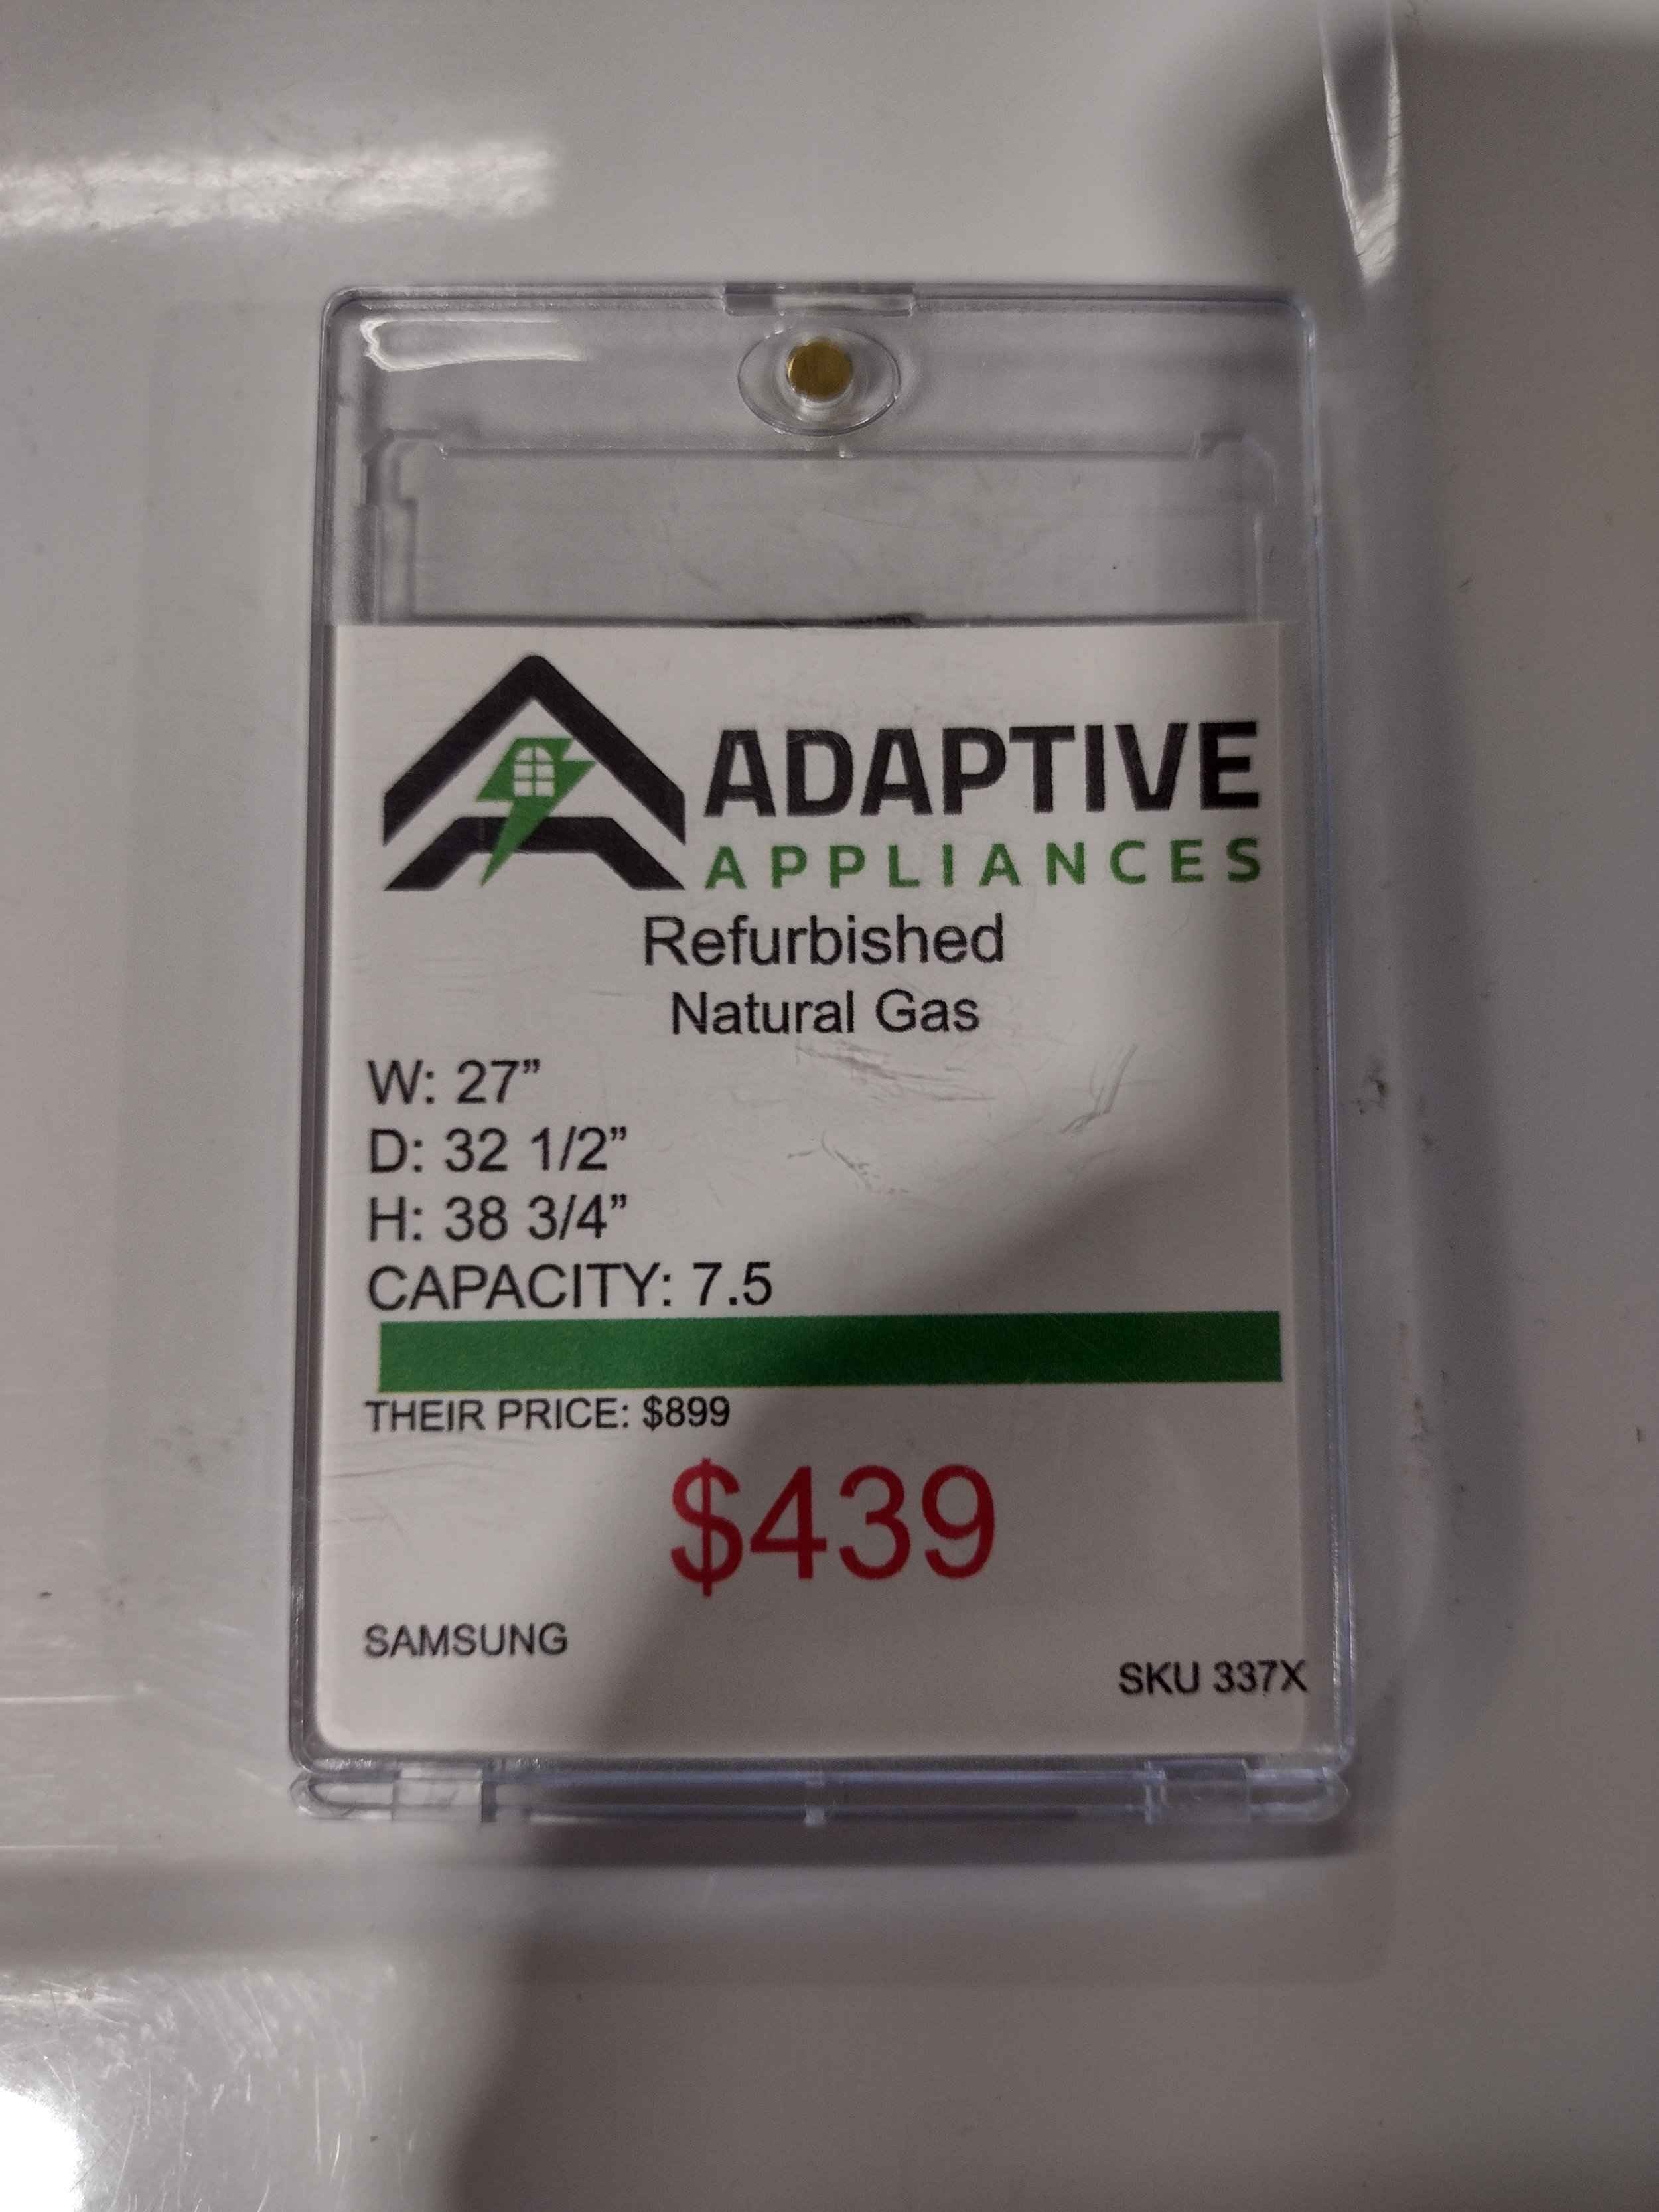 ADAPTIVE
APPLIANCES
Refurbished
Natural Gas
W: 27”
D: 32 1/2”
H: 38 3/4”
CAPACITY: 7.5
THEIR PRICE: $899
$439
SAMSUNG
SKU 337X